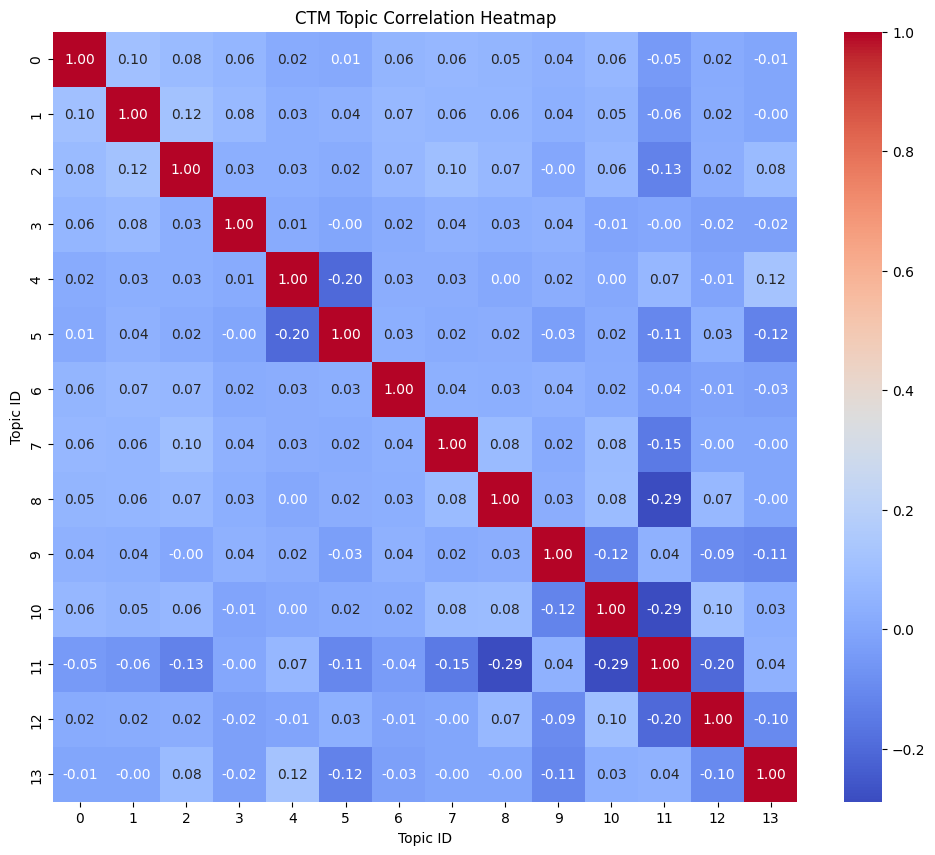 CTM Topic Correlation Heatmap
0 1.00 0.10 0.08 0.06 0.02 0.01 0.06 0.06 0.05 0.04 0.06 -0.05 0.02 -0.01
1 0.10 1.00 0.12 0.08 0.03 0.04 0.07 0.06 0.06 0.04 0.05 -0.06 0.02 -0.00
2 0.08 0.12 1.00 0.03 0.03 0.02 0.07 0.10 0.07 -0.00 0.06 -0.13 0.02 0.08
3 0.06 0.08 0.03 1.00 0.01 -0.00 0.02 0.04 0.03 0.04 -0.01 -0.00 -0.02 -0.02
4 0.02 0.03 0.03 0.01 1.00 -0.20 0.03 0.03 0.00 0.02 0.00 0.07 -0.01 0.12
5 0.01 0.04 0.02 -0.00 -0.20 1.00 0.03 0.02 0.02 -0.03 0.02 -0.11 0.03 -0.12
6 0.06 0.07 0.07 0.02 0.03 0.03 1.00 0.04 0.03 0.04 0.02 -0.04 -0.01 -0.03
7 0.06 0.06 0.10 0.04 0.03 0.02 0.04 1.00 0.08 0.02 0.08 -0.15 -0.00 -0.00
8 0.05 0.06 0.07 0.03 0.00 0.02 0.03 0.08 1.00 0.03 0.08 -0.29 0.07 -0.00
9 0.04 0.04 -0.00 0.04 0.02 -0.03 0.04 0.02 0.03 1.00 -0.12 0.04 -0.09 -0.11
10 0.06 0.05 0.06 -0.01 0.00 0.02 0.02 0.08 0.08 -0.12 1.00 -0.29 0.10 0.03
11 -0.05 -0.06 -0.13 -0.00 0.07 -0.11 -0.04 -0.15 -0.29 0.04 -0.29 1.00 -0.20 0.04
12 0.02 0.02 0.02 -0.02 -0.01 0.03 -0.01 -0.00 0.07 -0.09 0.10 -0.20 1.00 -0.10
13 -0.01 -0.00 0.08 -0.02 0.12 -0.12 -0.03 -0.00 -0.00 -0.11 0.03 0.04 -0.10 1.00
0 1 2 3 4 5 6 7 8 9 10 11 12 13
Topic ID
Topic ID
1.0
0.8
0.6
0.4
0.2
0.0
−0.2